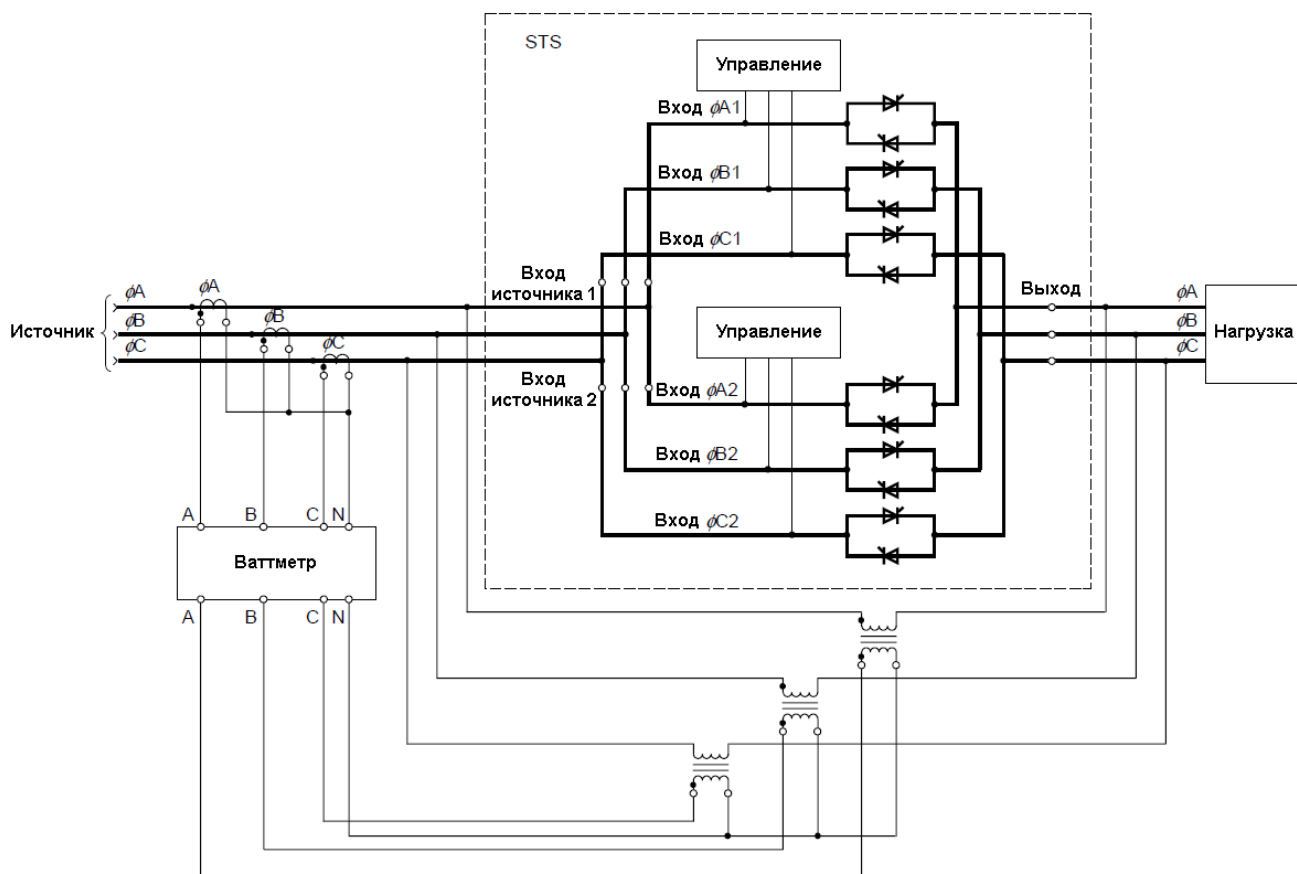 STS
Управление
Вход ϕA1
Вход ϕB1
Вход ϕC1
Вход
источника 1
Источник
ϕA
ϕB
ϕC
ϕA
ϕB
ϕC
Управление
Выход
ϕA
ϕB
ϕC
Нагрузка
Вход
источника 2
Вход ϕA2
Вход ϕB2
Вход ϕC2
A B C N
Ваттметр
A B C N